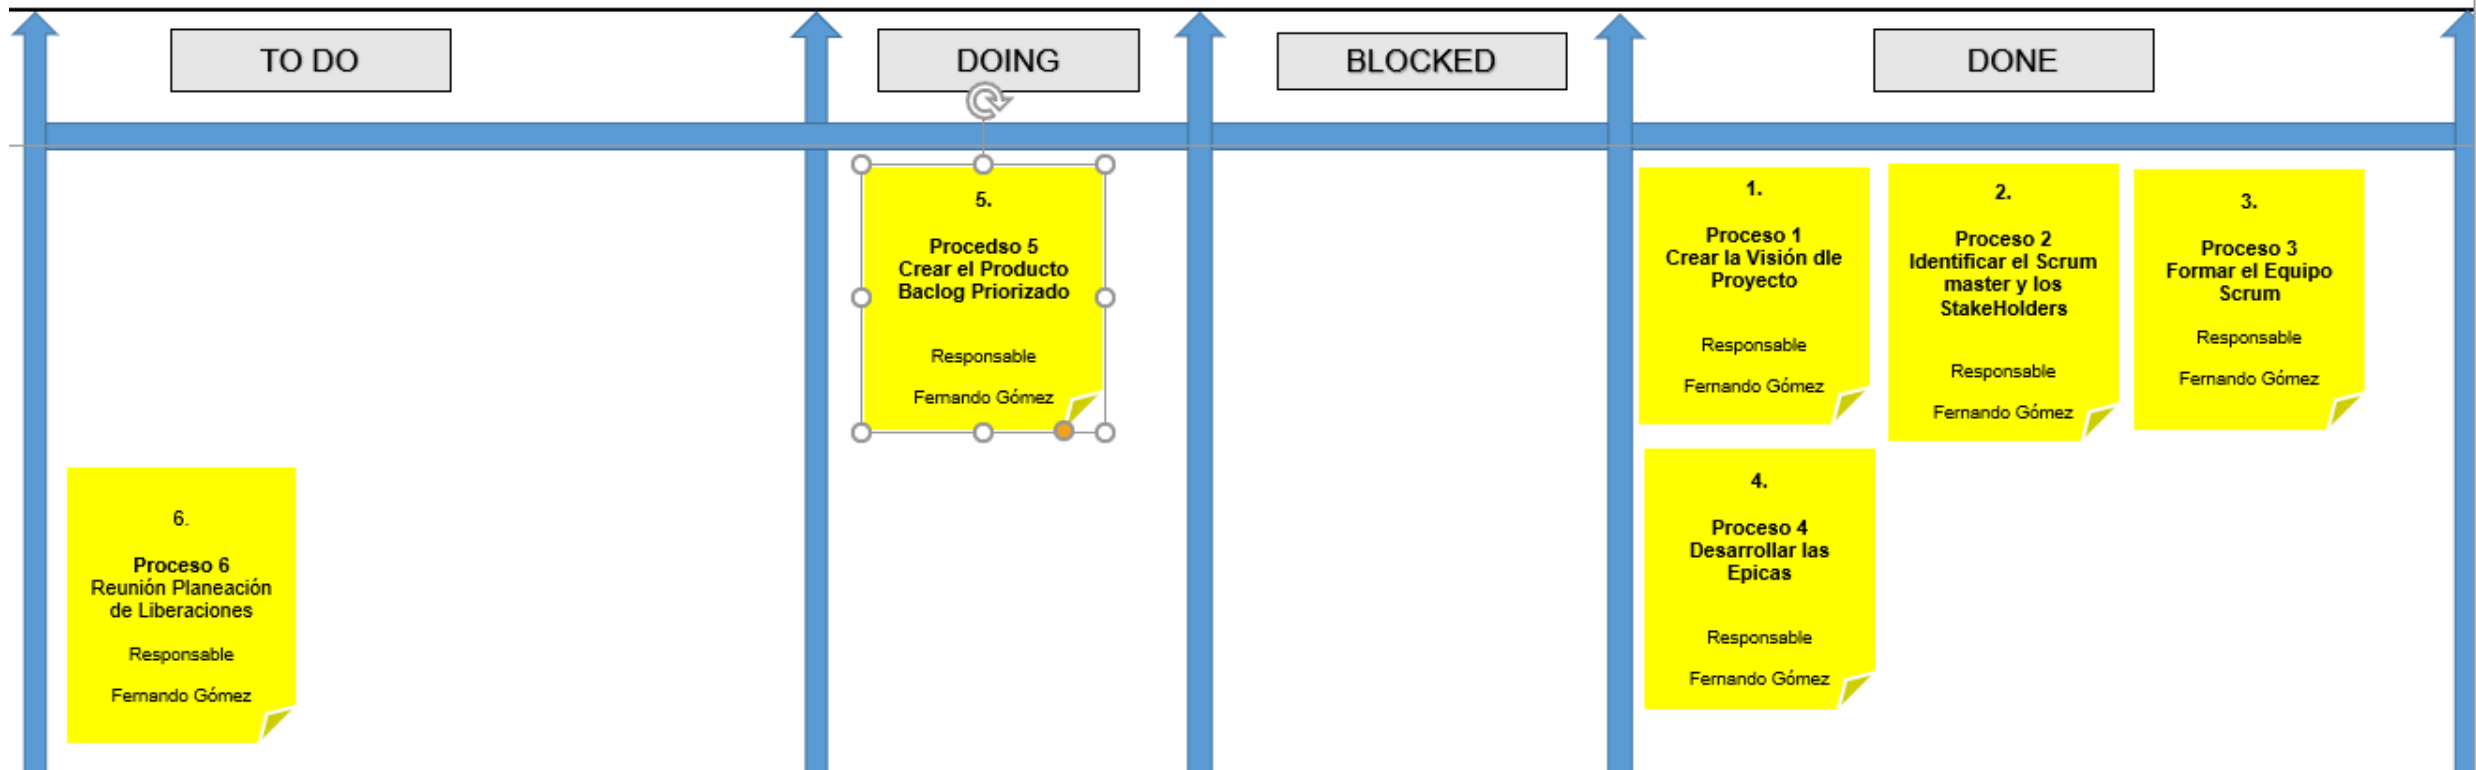 TO DO
DOING
BLOCKED
DONE
5.
Procedso 5
Crear el Producto
Baclog Priorizado
Responsable
Fernando Gómez
1.
Proceso 1
Crear la Visión dle
Proyecto
Responsable
Fernando Gómez
2.
Proceso 2
Identificar el Scrum
master y los
StakeHolders
Responsable
Fernando Gómez
3.
Proceso 3
Formar el Equipo
Scrum
Responsable
Fernando Gómez
6.
Proceso 6
Reunión Planeación
de Liberaciones
Responsable
Fernando Gómez
4.
Proceso 4
Desarrollar las
Epicas
Responsable
Fernando Gómez